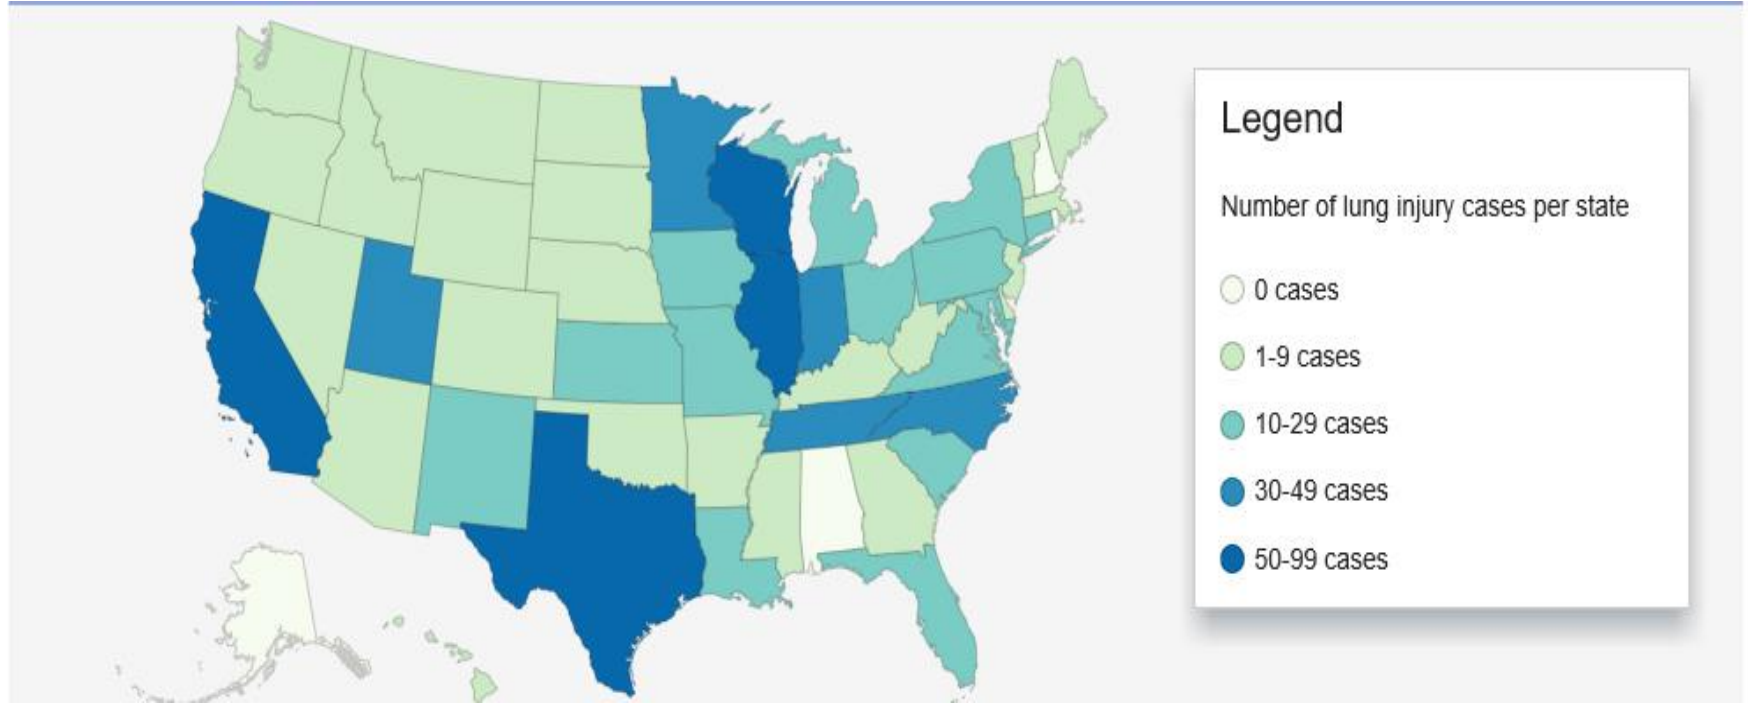 Legend
Number of lung injury cases per state
0 cases
1-9 cases
10-29 cases
30-49 cases
50-99 cases